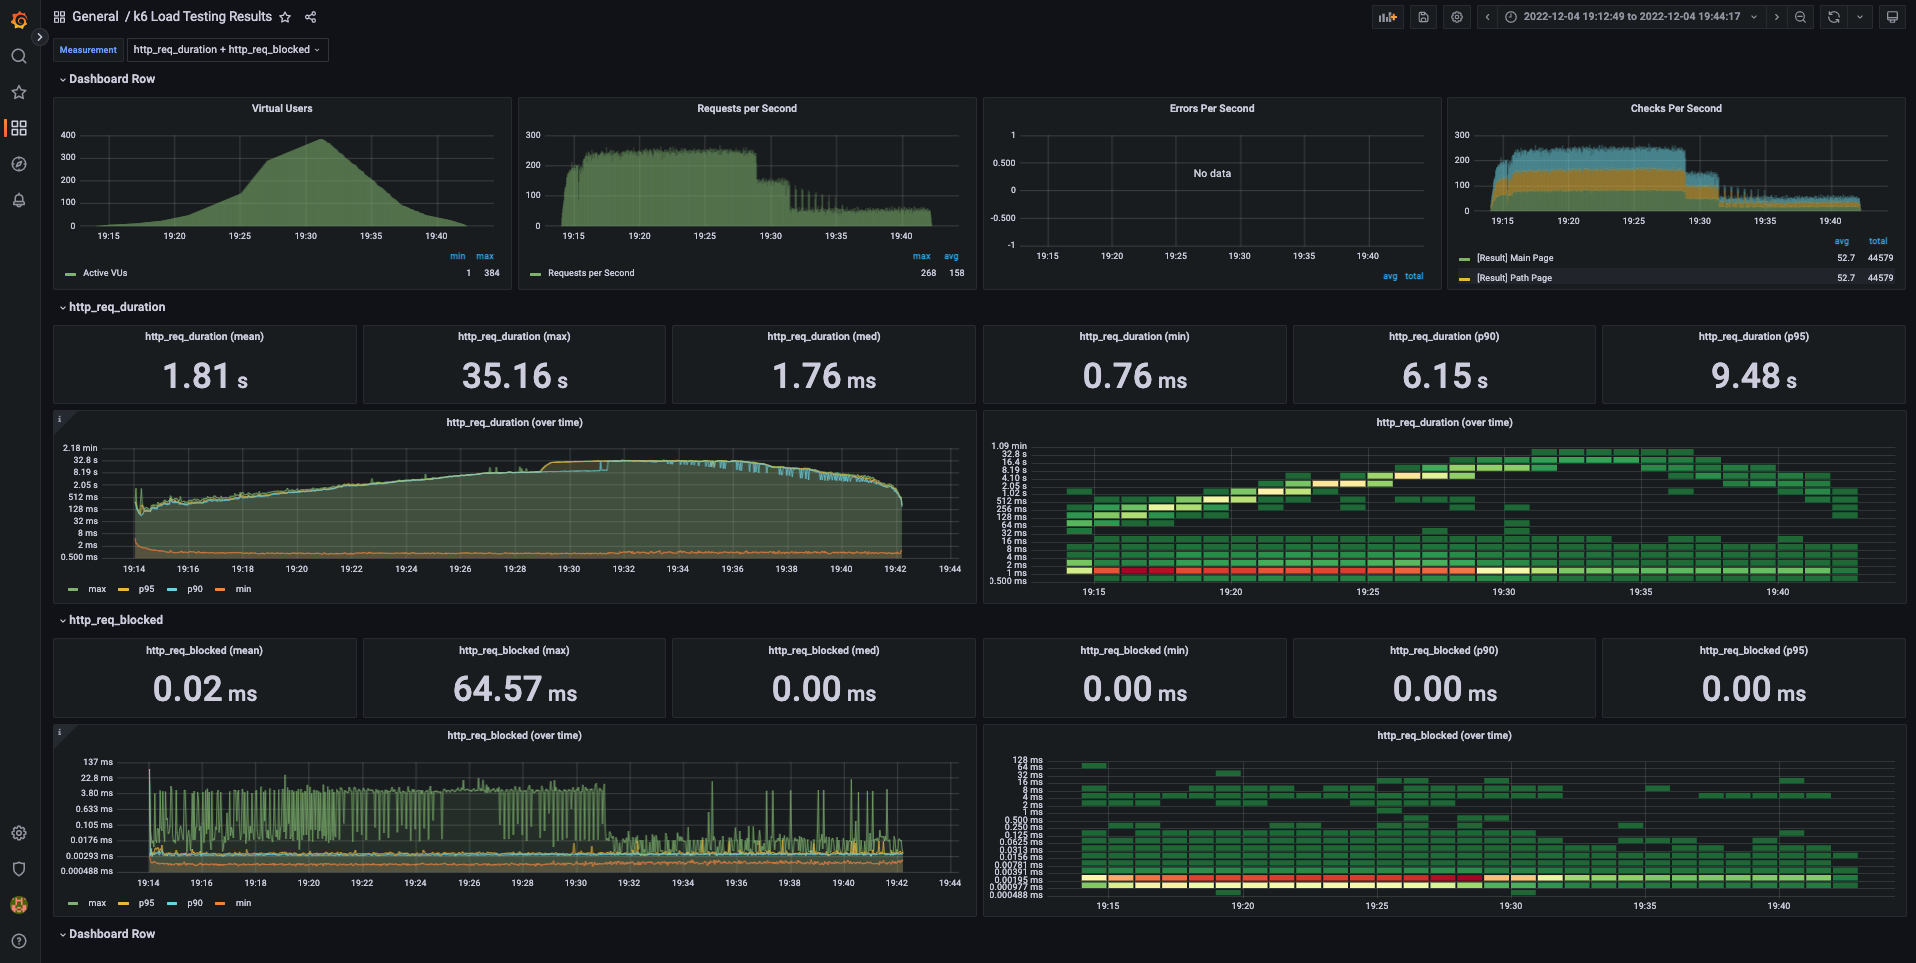 General / k6 Load Testing Results
2022-12-04 19:12:49 to 2022-12-04 19:44:17
Measurement http_req_duration + http_req_blocked
Dashboard Row
Virtual Users
400
300
200
100
0
19:15 19:20 19:25 19:30 19:35 19:40
min max
Active VUs 1 384
Requests per Second
300
200
100
0
19:15 19:20 19:25 19:30 19:35 19:40
max avg
Requests per Second 268 158
Errors Per Second
1
0.500
0
-0.500
-1
No data
19:15 19:20 19:25 19:30 19:35 19:40
avg total
Checks Per Second
300
200
100
0
19:15 19:20 19:25 19:30 19:35 19:40
avg total
[Result] Main Page 52.7 44579
[Result] Path Page 52.7 44579
http_req_duration
http_req_duration (mean)
1.81 s
http_req_duration (max)
35.16 s
http_req_duration (med)
1.76 ms
http_req_duration (min)
0.76 ms
http_req_duration (p90)
6.15 s
http_req_duration (p95)
9.48 s
http_req_duration (over time)
2.18 min
32.8 s
8.19 s
2.05 s
512 ms
128 ms
32 ms
8 ms
2 ms
0.500 ms
19:14 19:16 19:18 19:20 19:22 19:24 19:26 19:28 19:30 19:32 19:34 19:36 19:38 19:40 19:42 19:44
max p95 p90 min
http_req_duration (over time)
1.09 min
32.8 s
16.4 s
8.19 s
4.10 s
2.05 s
1.02 s
512 ms
256 ms
128 ms
64 ms
32 ms
16 ms
8 ms
4 ms
2 ms
1 ms
0.500 ms
19:15 19:20 19:25 19:30 19:35 19:40
http_req_blocked
http_req_blocked (mean)
0.02 ms
http_req_blocked (max)
64.57 ms
http_req_blocked (med)
0.00 ms
http_req_blocked (min)
0.00 ms
http_req_blocked (p90)
0.00 ms
http_req_blocked (p95)
0.00 ms
http_req_blocked (over time)
137 ms
22.8 ms
3.80 ms
0.633 ms
0.105 ms
0.0176 ms
0.00293 ms
0.000488 ms
19:14 19:16 19:18 19:20 19:22 19:24 19:26 19:28 19:30 19:32 19:34 19:36 19:38 19:40 19:42 19:44
max p95 p90 min
http_req_blocked (over time)
128 ms
64 ms
32 ms
16 ms
8 ms
4 ms
2 ms
1 ms
0.500 ms
0.250 ms
0.125 ms
0.0625 ms
0.0313 ms
0.0156 ms
0.00781 ms
0.00391 ms
0.00195 ms
0.000977 ms
0.000488 ms
19:15 19:20 19:25 19:30 19:35 19:40
Dashboard Row